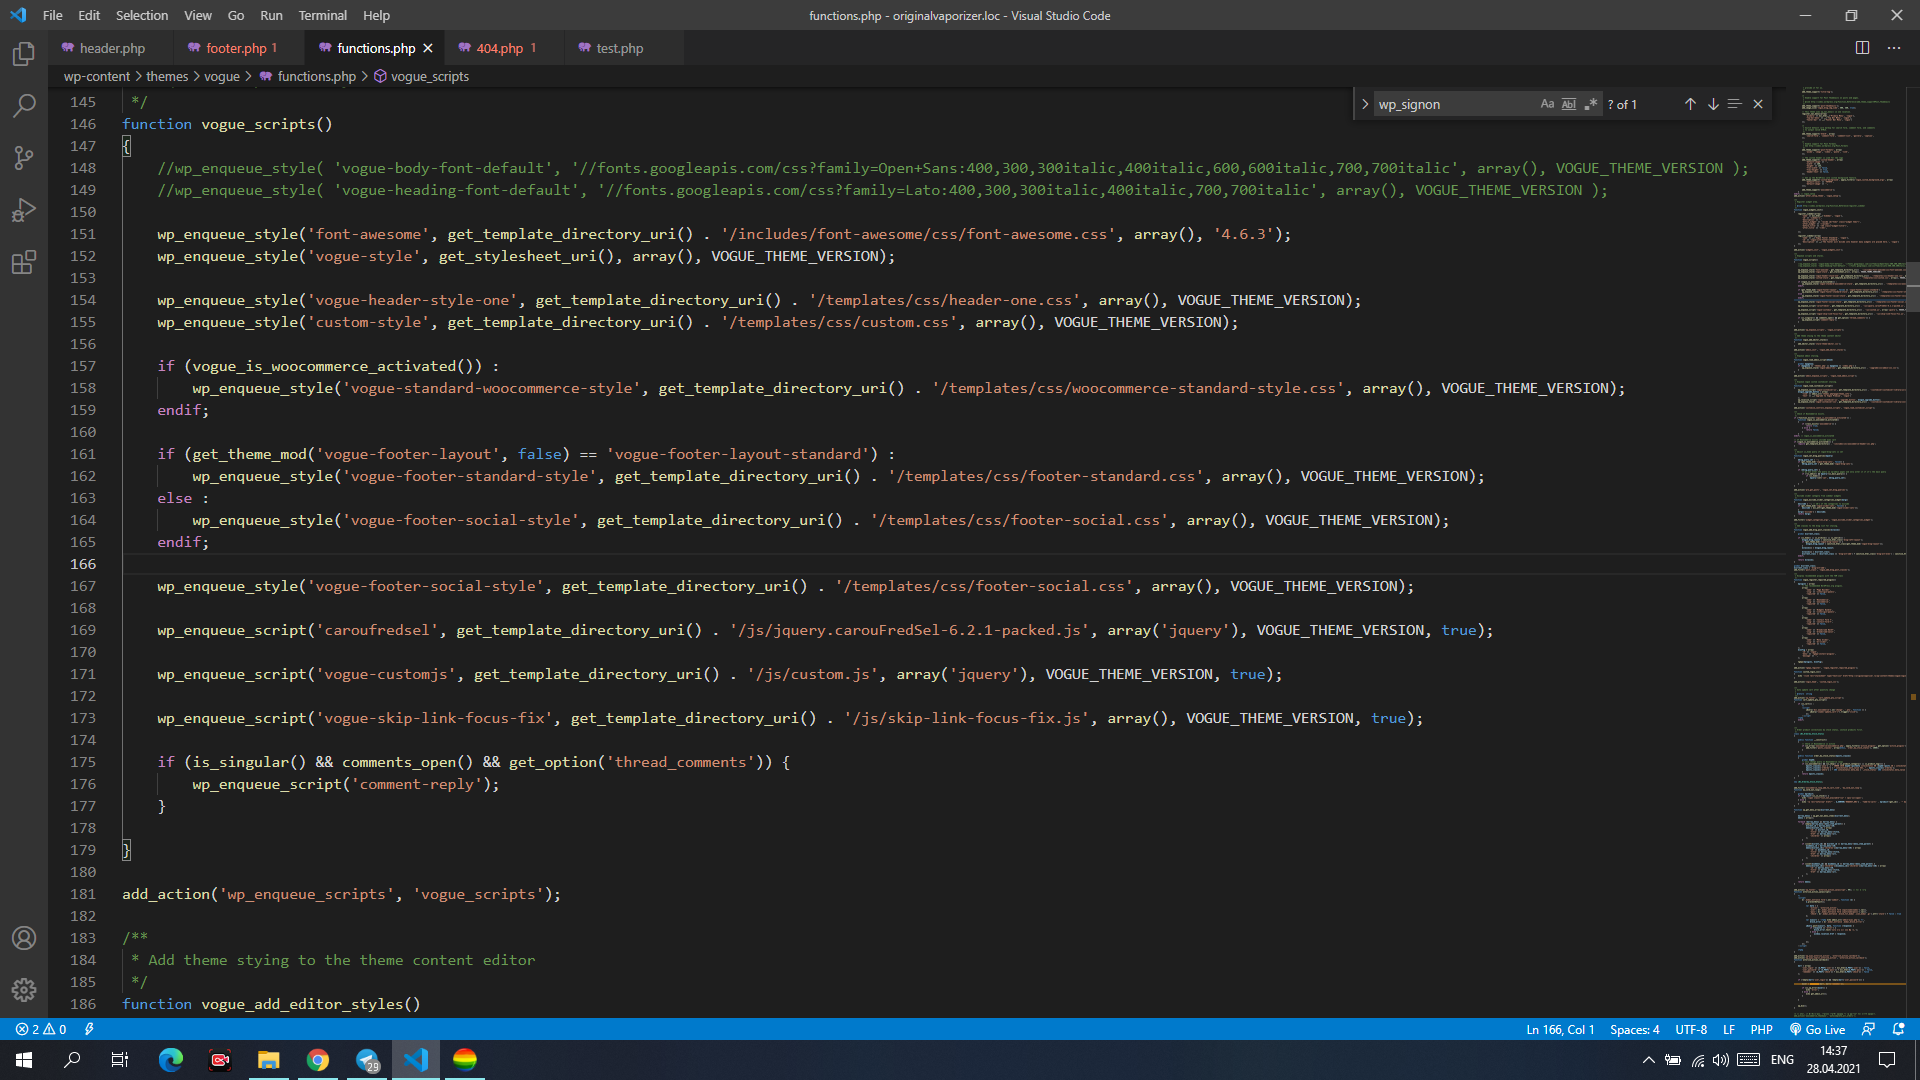 File Edit Selection View Go Run Terminal Help
functions.php - originalvaporizer.loc - Visual Studio Code
header.php
footer.php 1
functions.php
404.php 1
test.php
wp-content > themes > vogue > functions.php > vogue_scripts
wp_signon Aa Abl .* ? of 1
145 */
146 function vogue_scripts()
147 {
148 //wp_enqueue_style( 'vogue-body-font-default', '//fonts.googleapis.com/css?family=Open+Sans:400,300,300italic,400italic,600,600italic,700,700italic', array(), VOGUE_THEME_VERSION );
149 //wp_enqueue_style( 'vogue-heading-font-default', '//fonts.googleapis.com/css?family=Lato:400,300,300italic,400italic,700,700italic', array(), VOGUE_THEME_VERSION );
150
151 wp_enqueue_style('font-awesome', get_template_directory_uri() . '/includes/font-awesome/css/font-awesome.css', array(), '4.6.3');
152 wp_enqueue_style('vogue-style', get_stylesheet_uri(), array(), VOGUE_THEME_VERSION);
153
154 wp_enqueue_style('vogue-header-style-one', get_template_directory_uri() . '/templates/css/header-one.css', array(), VOGUE_THEME_VERSION);
155 wp_enqueue_style('custom-style', get_template_directory_uri() . '/templates/css/custom.css', array(), VOGUE_THEME_VERSION);
156
157 if (vogue_is_woocommerce_activated()) :
158 wp_enqueue_style('vogue-standard-woocommerce-style', get_template_directory_uri() . '/templates/css/woocommerce-standard-style.css', array(), VOGUE_THEME_VERSION);
159 endif;
160
161 if (get_theme_mod('vogue-footer-layout', false) == 'vogue-footer-layout-standard') :
162 wp_enqueue_style('vogue-footer-standard-style', get_template_directory_uri() . '/templates/css/footer-standard.css', array(), VOGUE_THEME_VERSION);
163 else :
164 wp_enqueue_style('vogue-footer-social-style', get_template_directory_uri() . '/templates/css/footer-social.css', array(), VOGUE_THEME_VERSION);
165 endif;
166
167 wp_enqueue_style('vogue-footer-social-style', get_template_directory_uri() . '/templates/css/footer-social.css', array(), VOGUE_THEME_VERSION);
168
169 wp_enqueue_script('caroufredsel', get_template_directory_uri() . '/js/jquery.carouFredSel-6.2.1-packed.js', array('jquery'), VOGUE_THEME_VERSION, true);
170
171 wp_enqueue_script('vogue-customjs', get_template_directory_uri() . '/js/custom.js', array('jquery'), VOGUE_THEME_VERSION, true);
172
173 wp_enqueue_script('vogue-skip-link-focus-fix', get_template_directory_uri() . '/js/skip-link-focus-fix.js', array(), VOGUE_THEME_VERSION, true);
174
175 if (is_singular() && comments_open() && get_option('thread_comments')) {
176 wp_enqueue_script('comment-reply');
177 }
178
179 }
180
181 add_action('wp_enqueue_scripts', 'vogue_scripts');
182
183 /**
184 * Add theme stying to the theme content editor
185 */
186 function vogue_add_editor_styles()
2 0
Ln 166, Col 1 Spaces: 4 UTF-8 LF PHP Go Live
29
ENG
14:37
28.04.2021